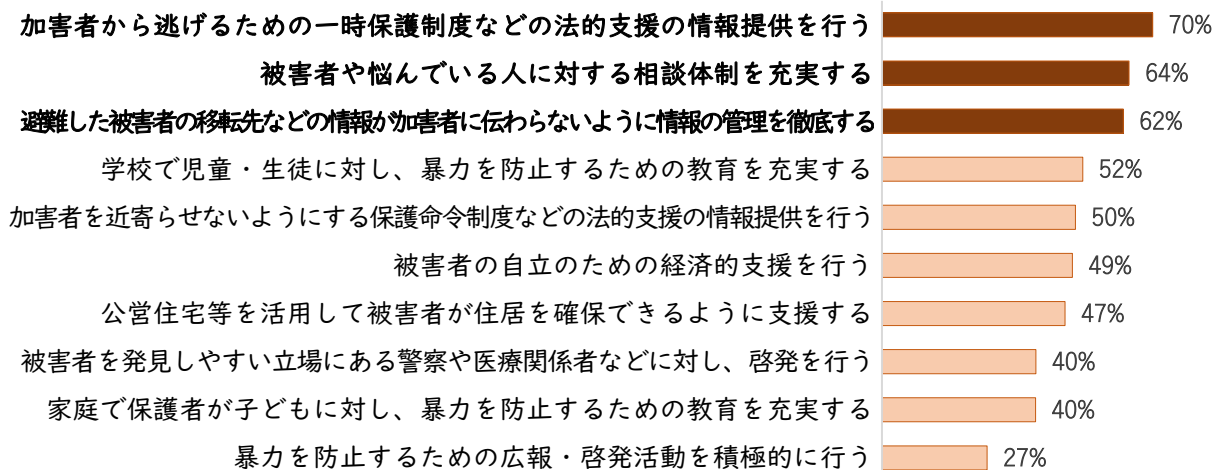 加害者から逃げるための一時保護制度などの法的支援の情報提供を行う 70%
被害者や悩んでいる人に対する相談体制を充実する 64%
避難した被害者の移転先などの情報が加害者に伝わらないように情報の管理を徹底する 62%
学校で児童・生徒に対し、暴力を防止するための教育を充実する 52%
加害者を近寄らせないようにする保護命令制度などの法的支援の情報提供を行う 50%
被害者の自立のための経済的支援を行う 49%
公営住宅等を活用して被害者が住居を確保できるように支援する 47%
被害者を発見しやすい立場にある警察や医療関係者などに対し、啓発を行う 40%
家庭で保護者が子どもに対し、暴力を防止するための教育を充実する 40%
暴力を防止するための広報・啓発活動を積極的に行う 27%